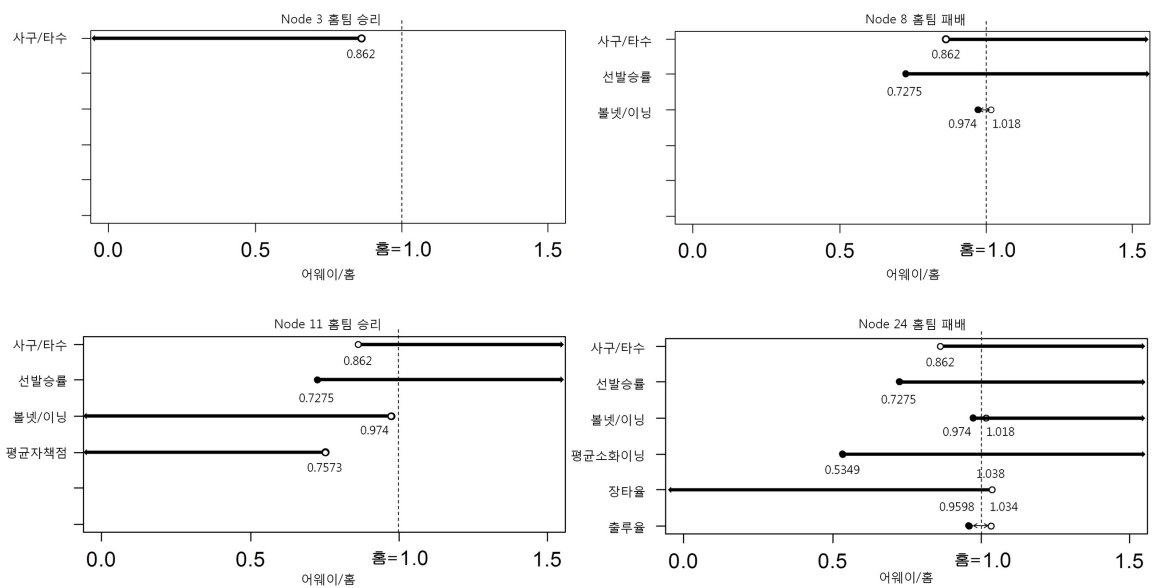 Node 3 홈팀 승리
사구/타수
0.862
0.0 0.5 홈=1.0 1.5
어웨이/홈
Node 8 홈팀 패배
사구/타수
0.862
선발승률
0.7275
볼넷/이닝
0.974 1.018
0.0 0.5 홈=1.0 1.5
어웨이/홈
Node 11 홈팀 승리
사구/타수
0.862
선발승률
0.7275
볼넷/이닝
0.974
평균자책점
0.7573
0.0 0.5 홈=1.0 1.5
어웨이/홈
Node 24 홈팀 패배
사구/타수
0.862
선발승률
0.7275
볼넷/이닝
0.974 1.018
평균소화이닝
0.5349
1.038
장타율
0.9598 1.034
출루율
0.0 0.5 홈=1.0 1.5
어웨이/홈